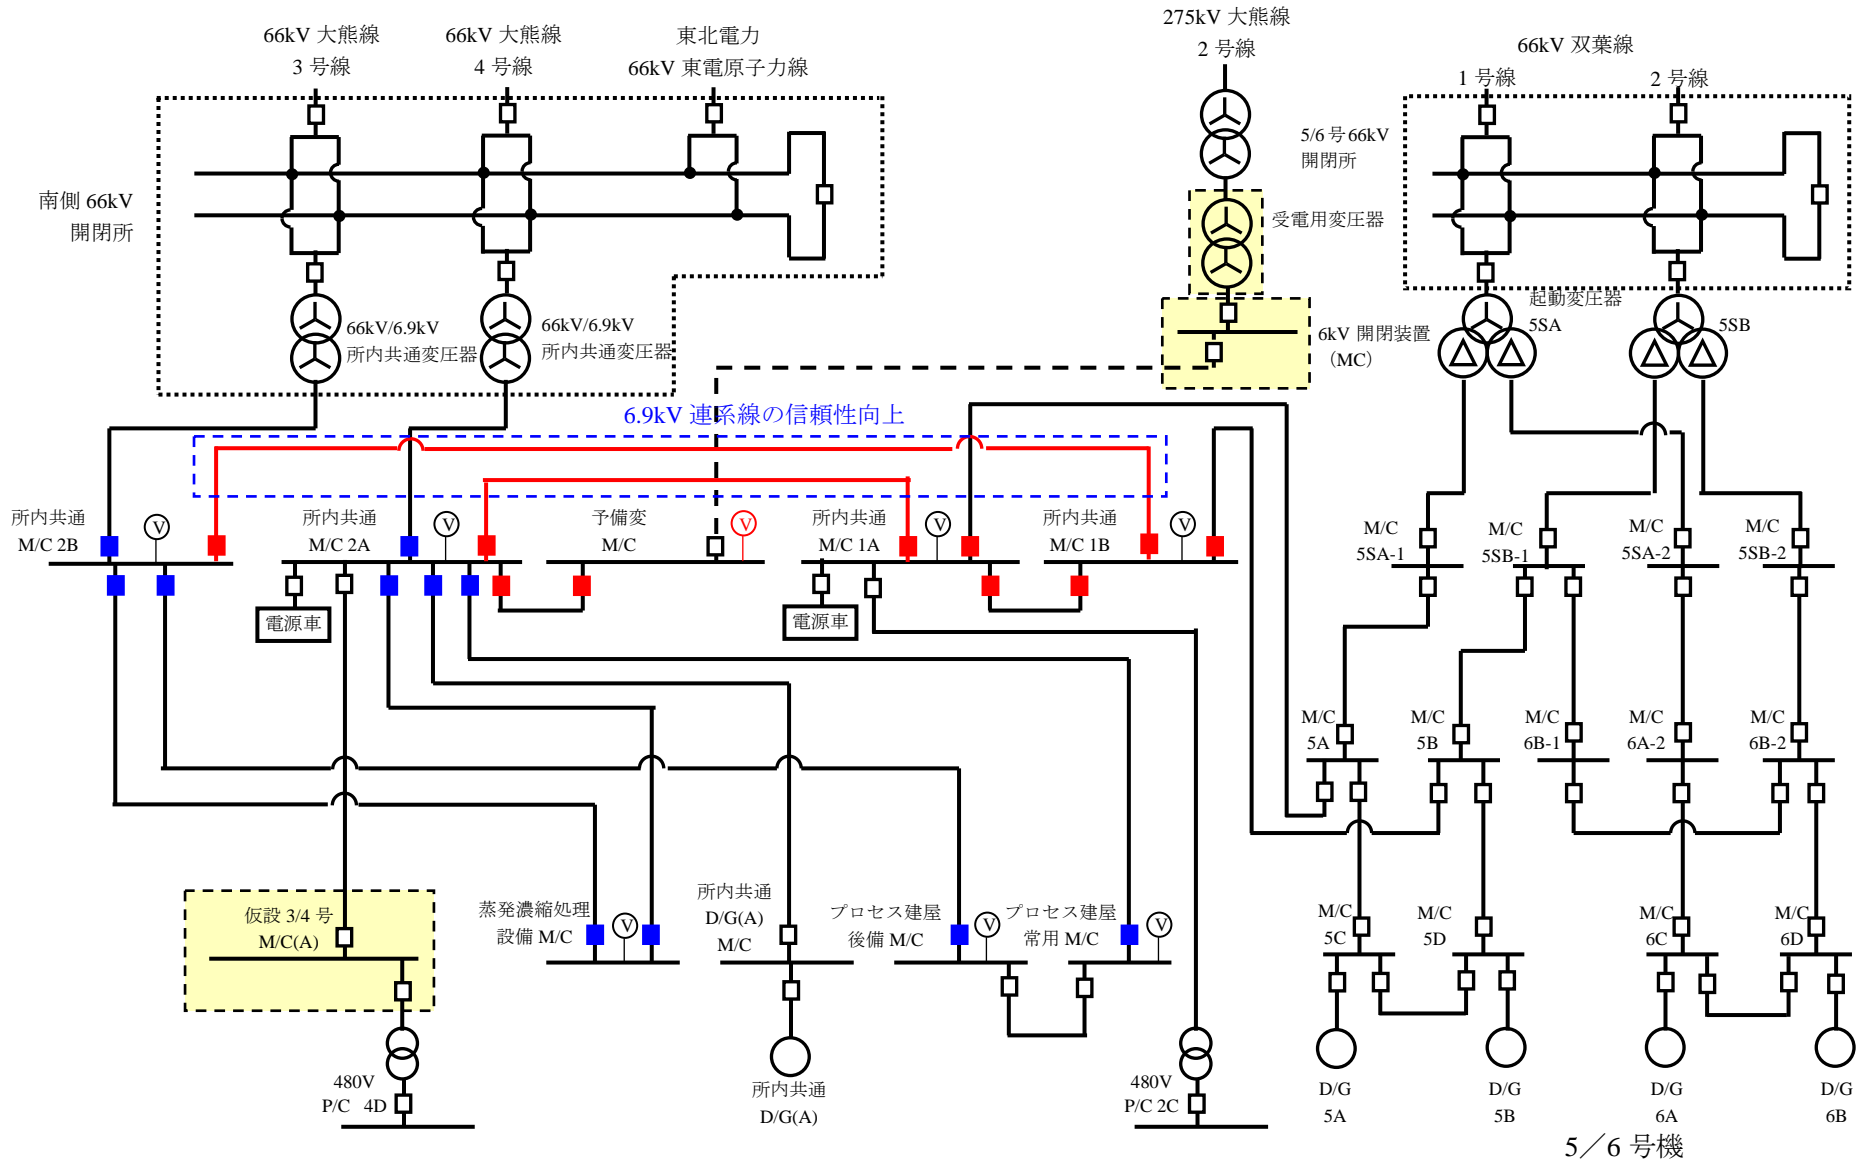 66kV 大熊線
3 号線
66kV 大熊線
4 号線
東北電力
66kV 東電原子力線
275kV 大熊線
2 号線
66kV 双葉線
1 号線
2 号線
5/6 号 66kV
開閉所
南側 66kV
開閉所
受電用変圧器
66kV/6.9kV
所内共通変圧器
66kV/6.9kV
所内共通変圧器
6kV 開閉装置
（MC）
起動変圧器
5SA
5SB
6.9kV 連系線の信頼性向上
所内共通
M/C 2B
V
所内共通
M/C 2A
V
予備変
M/C
V
所内共通
M/C 1A
V
所内共通
M/C 1B
V
M/C
5SA-1
M/C
5SB-1
M/C
5SA-2
M/C
5SB-2
電源車
電源車
M/C
5A
M/C
5B
M/C
6B-1
M/C
6A-2
M/C
6B-2
仮設 3/4 号
M/C(A)
蒸発濃縮処理
設備 M/C
V
所内共通
D/G(A)
M/C
プロセス建屋
後備 M/C
V
プロセス建屋
常用 M/C
V
M/C
5C
M/C
5D
M/C
6C
M/C
6D
480V
P/C 4D
所内共通
D/G(A)
480V
P/C 2C
D/G
5A
D/G
5B
D/G
6A
D/G
6B
5／6 号機